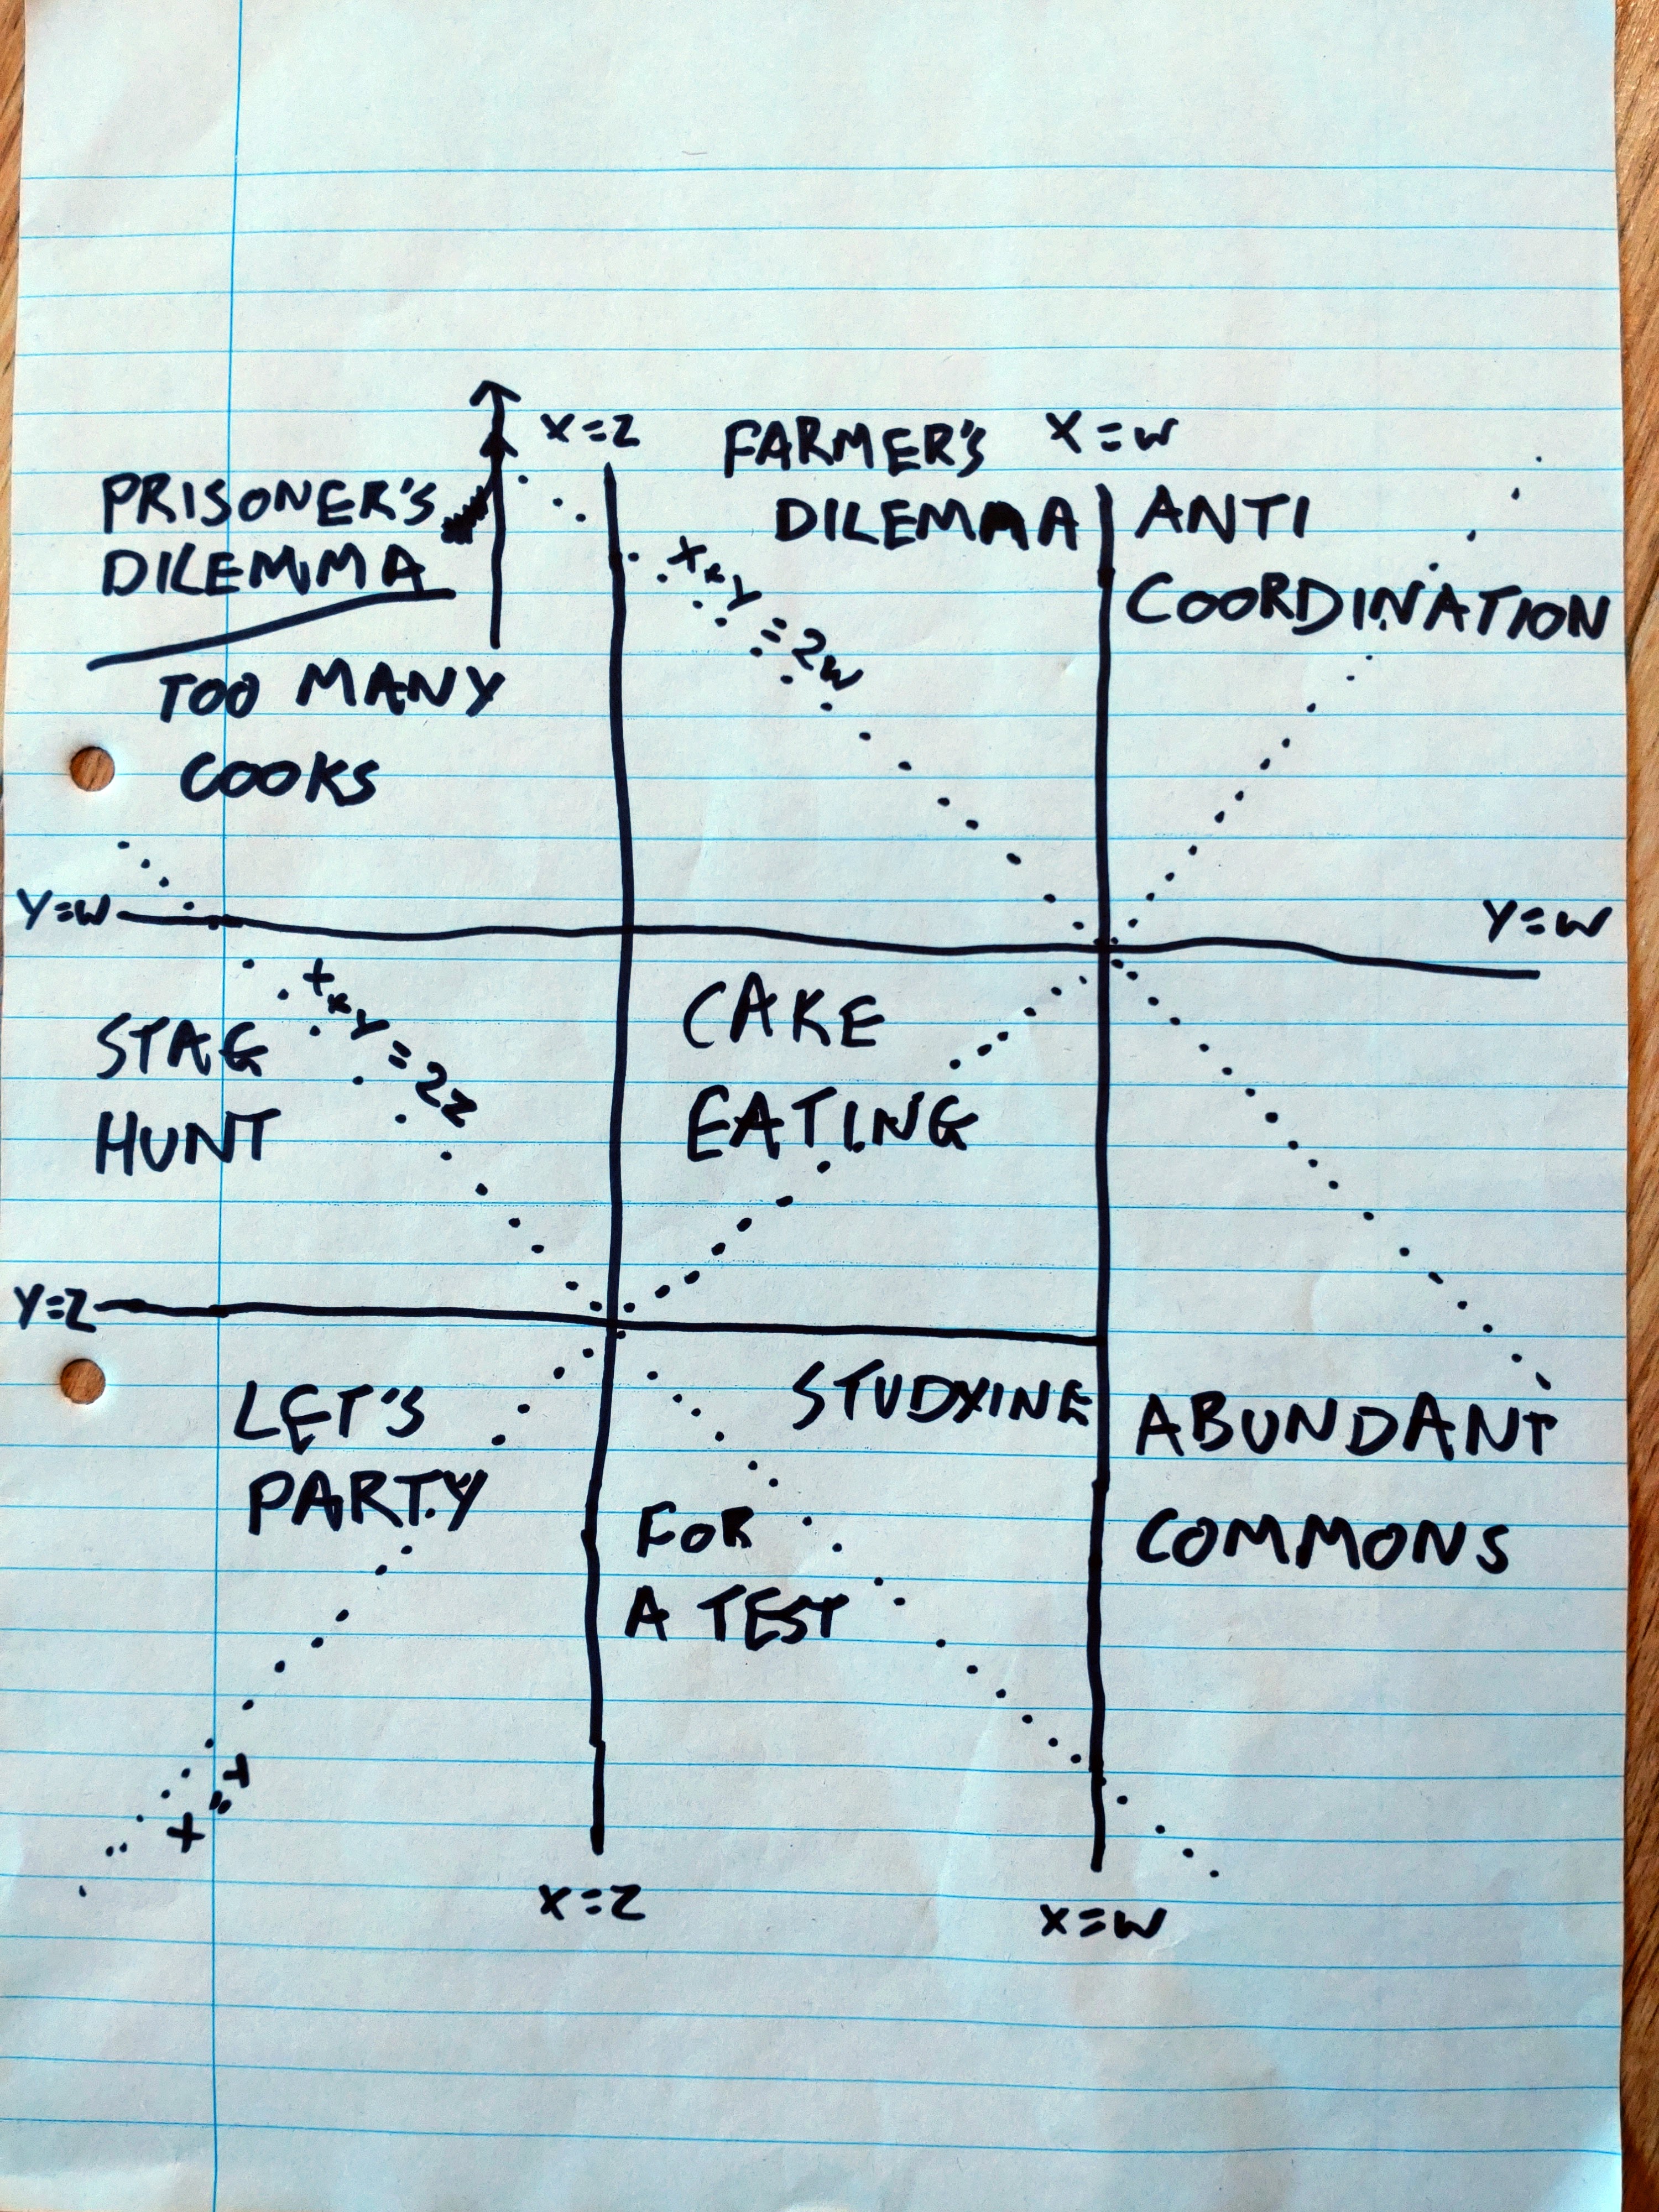 X=Z
FARMER'S
X=W
PRISONER'S
DILEMMA
DILEMMA
ANTI
X+Y=2W
COORDINATION
TOO MANY
COOKS
Y=W
Y=W
STAG
HUNT
X+Y=2Z
CAKE
EATING
Y=Z
LET'S
PARTY
STUDYING
FOR
A TEST
ABUNDANT
COMMONS
X=Y
X=Z
X=W